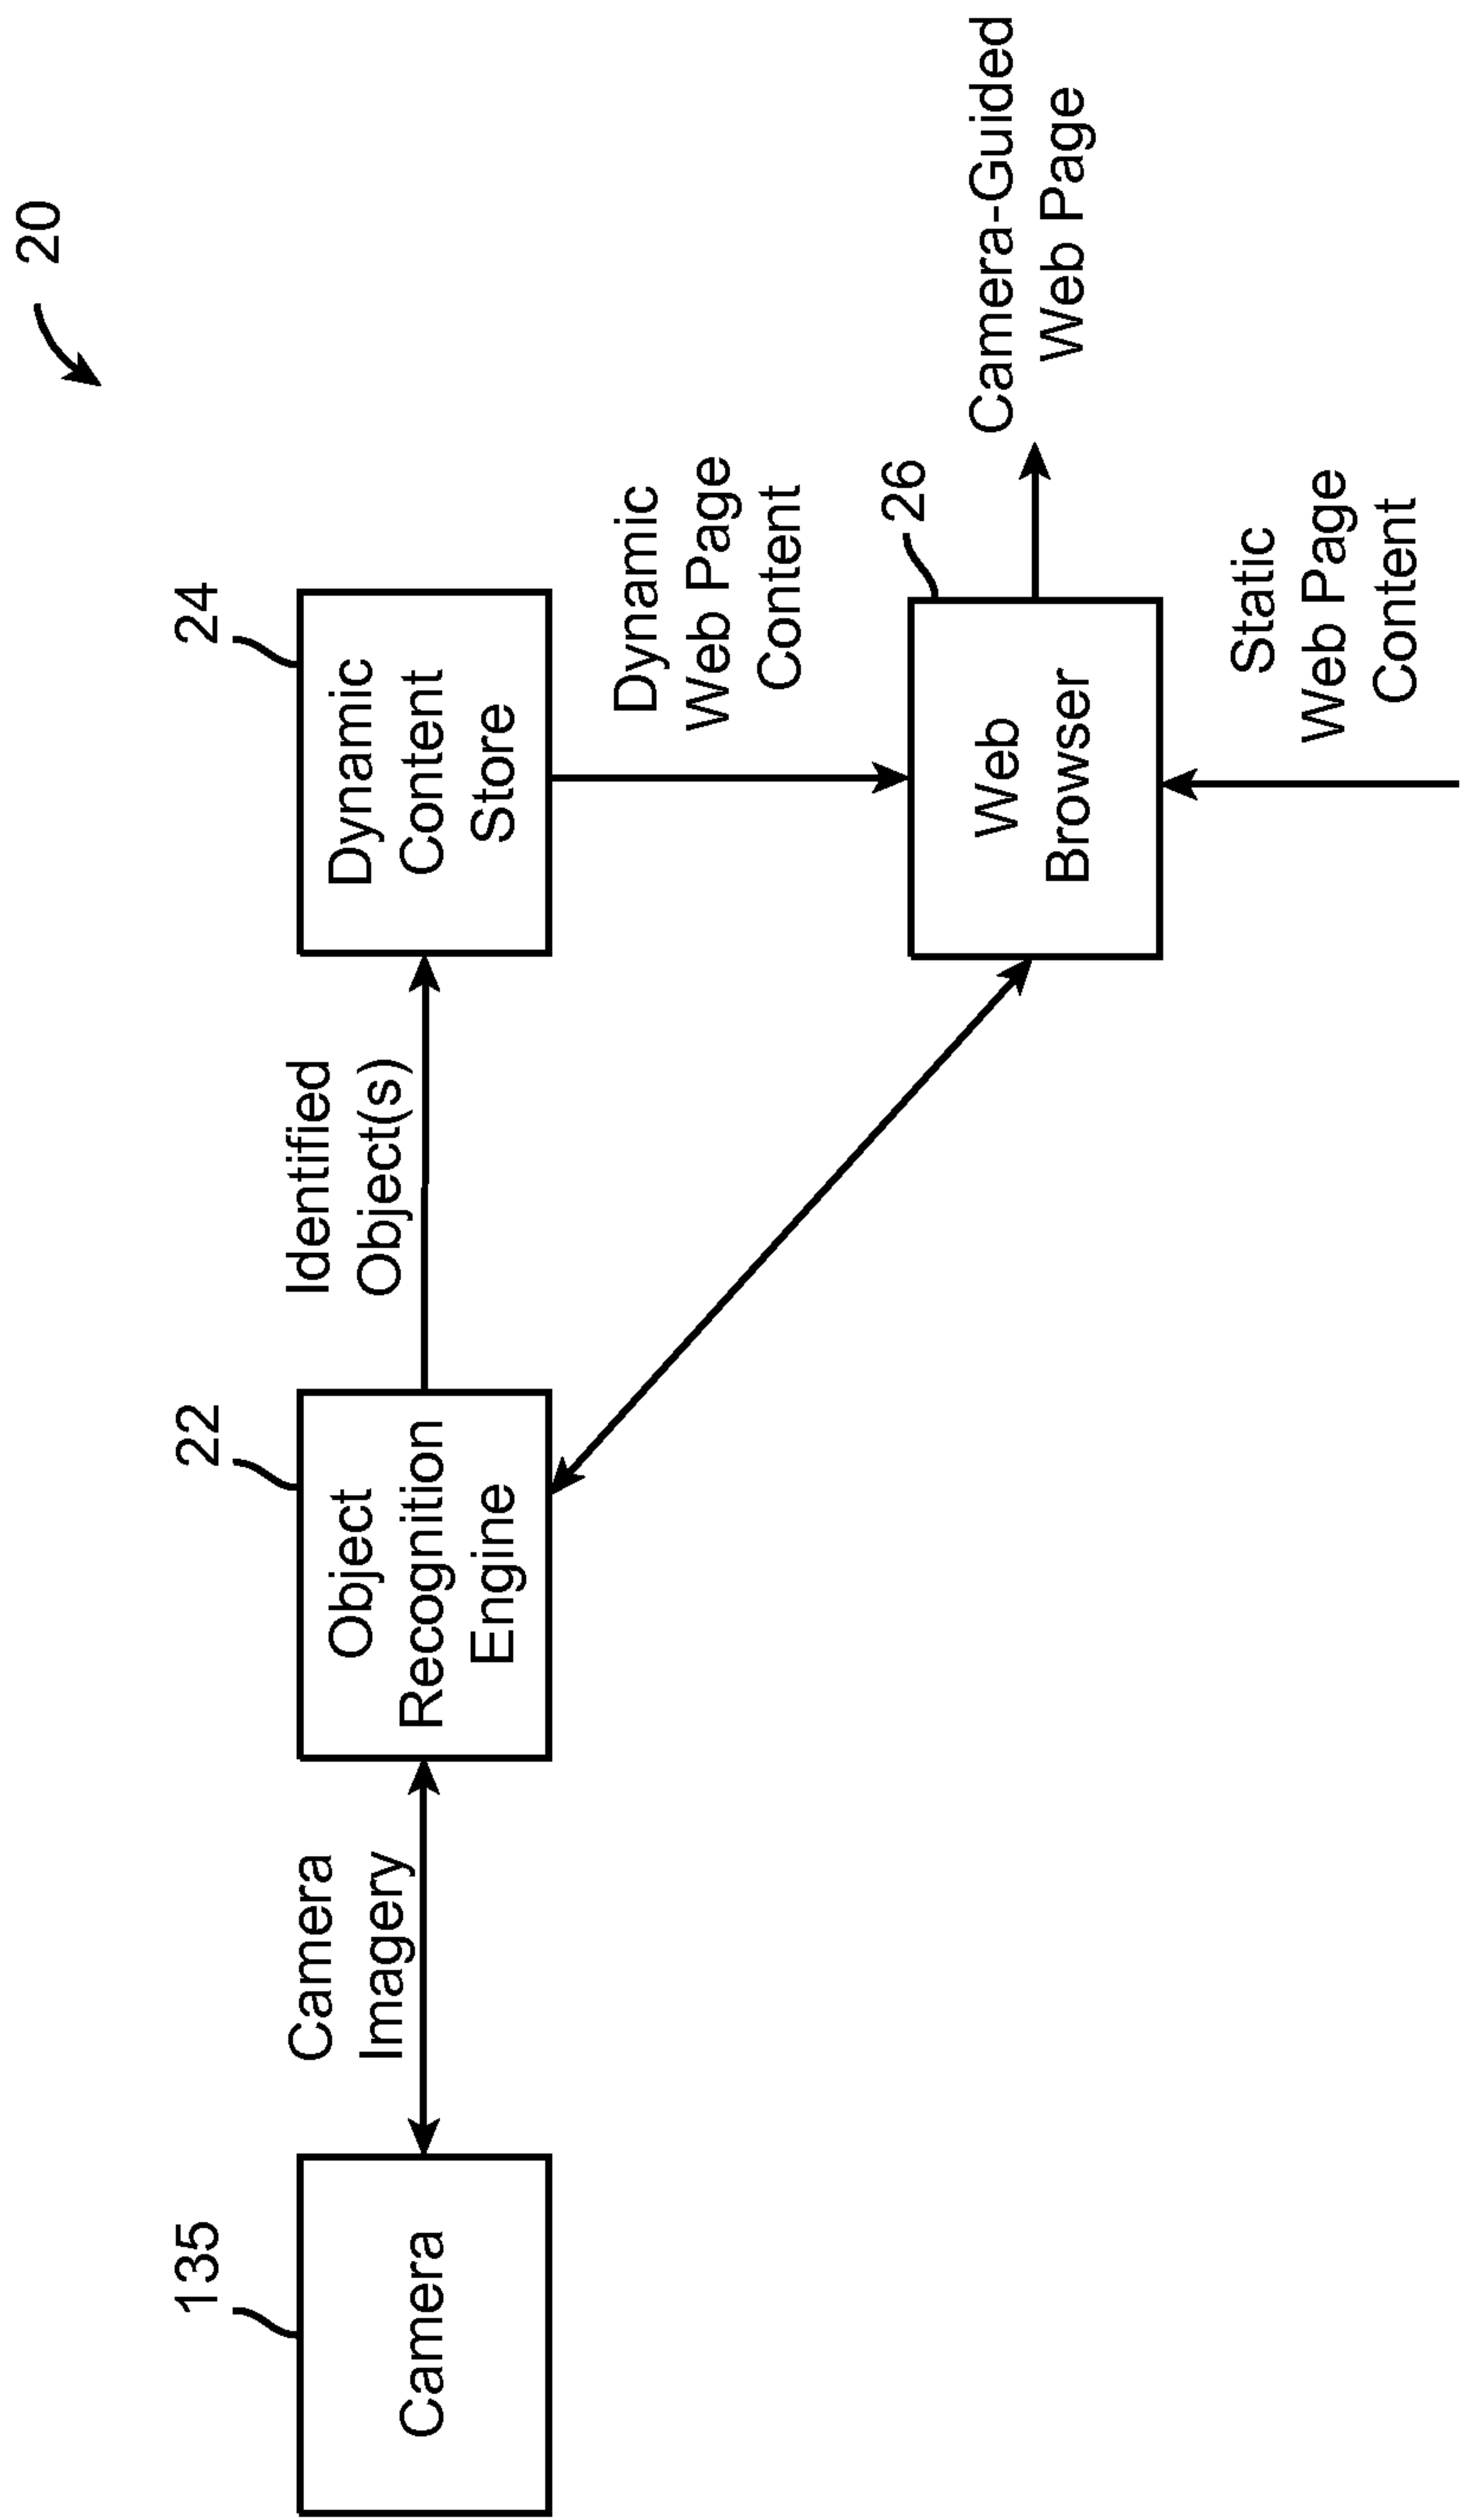 20
135
Camera
Camera
Imagery
22
Object
Recognition
Engine
Identified
Object(s)
24
Dynamic
Content
Store
Dynamic
Web Page
Content
26
Web
Browser
Camera-Guided
Web Page
Static
Web Page
Content